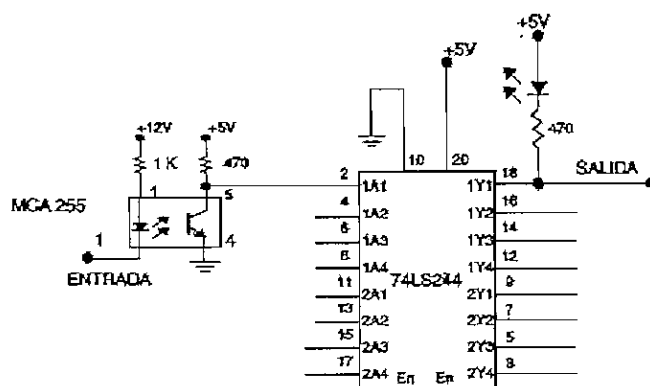 +5V
+5V
+12V
+5V
1 K
470
470
10
20
MCA 255
1
5
4
1
ENTRADA
2
1A1
4
1A2
6
1A3
8
1A4
11
2A1
13
2A2
15
2A3
17
2A4
74LS244
En
En
18
1Y1
16
1Y2
14
1Y3
12
1Y4
9
2Y1
7
2Y2
5
2Y3
3
2Y4
SALIDA